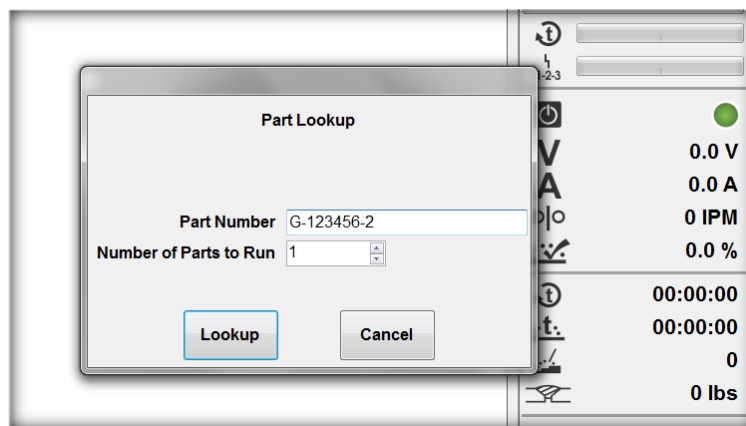 Part Lookup
Part Number G-123456-2
Number of Parts to Run 1
Lookup Cancel
t
1-2-3
V 0.0 V
A 0.0 A
0 IPM
0.0 %
t 00:00:00
t 00:00:00
0
0 lbs